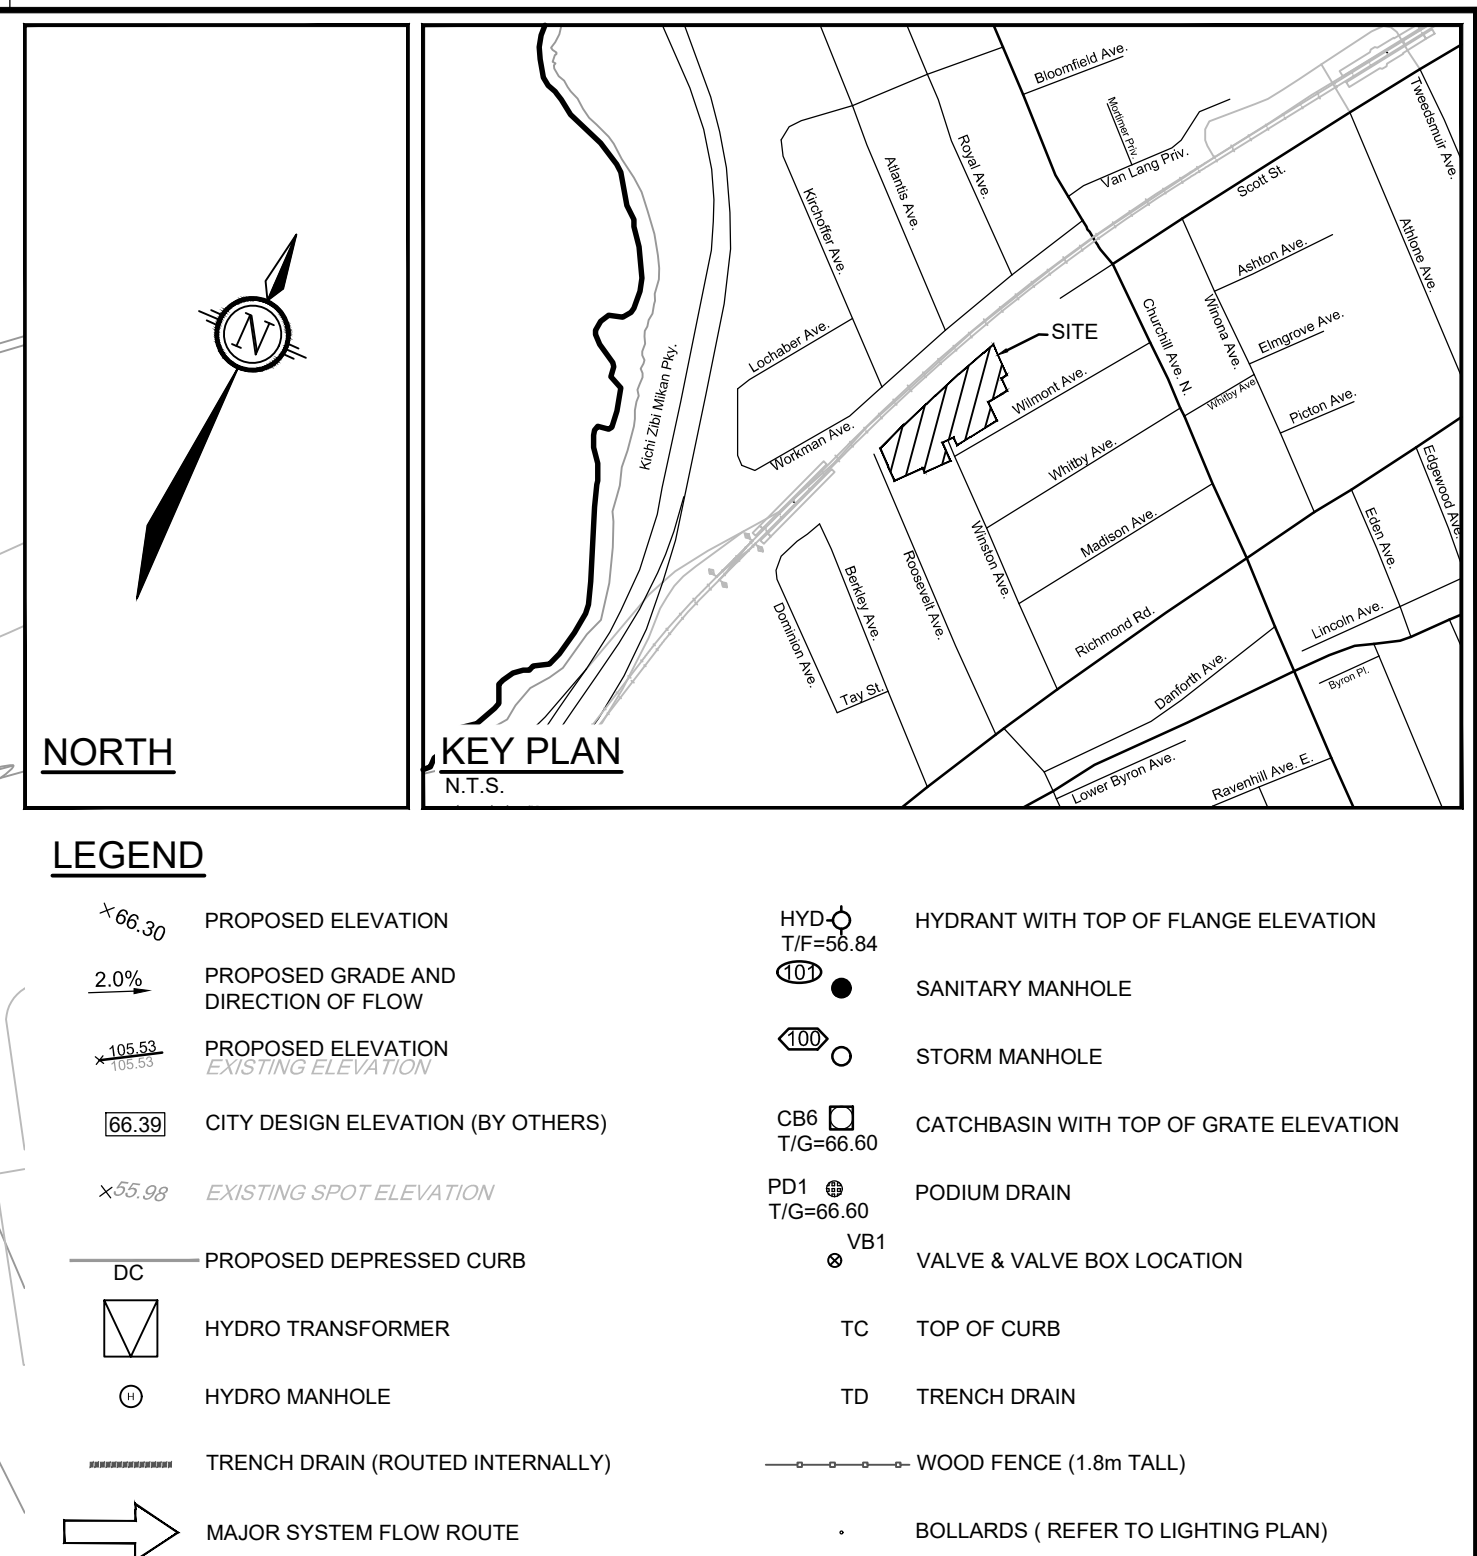 N
NORTH
KEY PLAN
N.T.S.
Bloomfield Ave.
Mortimer Priv.
Van Lang Priv.
Tweedsmuir Ave.
Scott St.
Royal Ave.
Atlantis Ave.
Kirchoffer Ave.
Athlone Ave.
Ashton Ave.
Winona Ave.
Churchill Ave. N.
Elmgrove Ave.
SITE
Lochaber Ave.
Kichi Zibi Mikan Pky.
Wilmont Ave.
Whitby Ave
Picton Ave.
Workman Ave.
Whitby Ave.
Edgewood Ave.
Madison Ave.
Eden Ave.
Winston Ave.
Roosevelt Ave.
Berkley Ave.
Dominion Ave.
Richmond Rd.
Lincoln Ave.
Tay St.
Danforth Ave.
Byron Pl.
Lower Byron Ave.
Ravenhill Ave. E.
LEGEND
×66.30 PROPOSED ELEVATION
2.0% PROPOSED GRADE AND
DIRECTION OF FLOW
105.53 PROPOSED ELEVATION
105.53 EXISTING ELEVATION
66.39 CITY DESIGN ELEVATION (BY OTHERS)
×55.98 EXISTING SPOT ELEVATION
DC PROPOSED DEPRESSED CURB
HYDRO TRANSFORMER
H HYDRO MANHOLE
TRENCH DRAIN (ROUTED INTERNALLY)
MAJOR SYSTEM FLOW ROUTE
HYD HYDRANT WITH TOP OF FLANGE ELEVATION
T/F=56.84
101 SANITARY MANHOLE
100 STORM MANHOLE
CB6 CATCHBASIN WITH TOP OF GRATE ELEVATION
T/G=66.60
PD1 PODIUM DRAIN
T/G=66.60
VB1 VALVE & VALVE BOX LOCATION
TC TOP OF CURB
TD TRENCH DRAIN
WOOD FENCE (1.8m TALL)
BOLLARDS ( REFER TO LIGHTING PLAN)